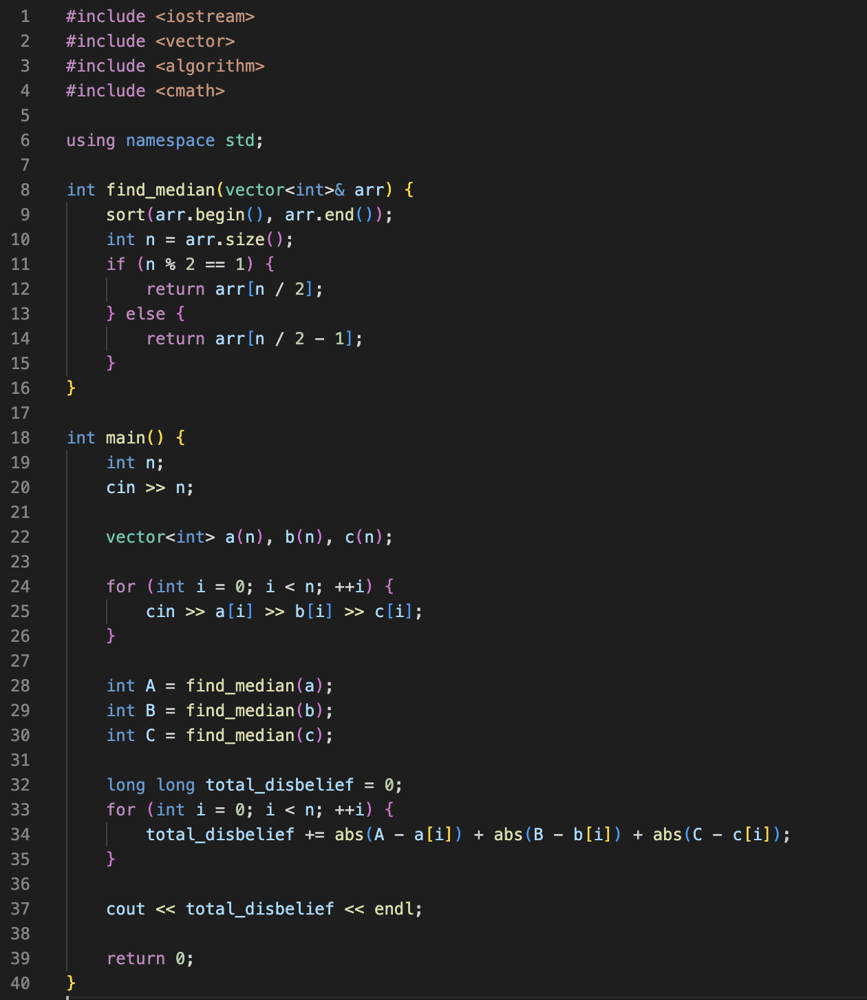 1 #include <iostream>
2 #include <vector>
3 #include <algorithm>
4 #include <cmath>
5
6 using namespace std;
7
8 int find_median(vector<int>& arr) {
9     sort(arr.begin(), arr.end());
10     int n = arr.size();
11     if (n % 2 == 1) {
12         return arr[n / 2];
13     } else {
14         return arr[n / 2 - 1];
15     }
16 }
17
18 int main() {
19     int n;
20     cin >> n;
21
22     vector<int> a(n), b(n), c(n);
23
24     for (int i = 0; i < n; ++i) {
25         cin >> a[i] >> b[i] >> c[i];
26     }
27
28     int A = find_median(a);
29     int B = find_median(b);
30     int C = find_median(c);
31
32     long long total_disbelief = 0;
33     for (int i = 0; i < n; ++i) {
34         total_disbelief += abs(A - a[i]) + abs(B - b[i]) + abs(C - c[i]);
35     }
36
37     cout << total_disbelief << endl;
38
39     return 0;
40 }